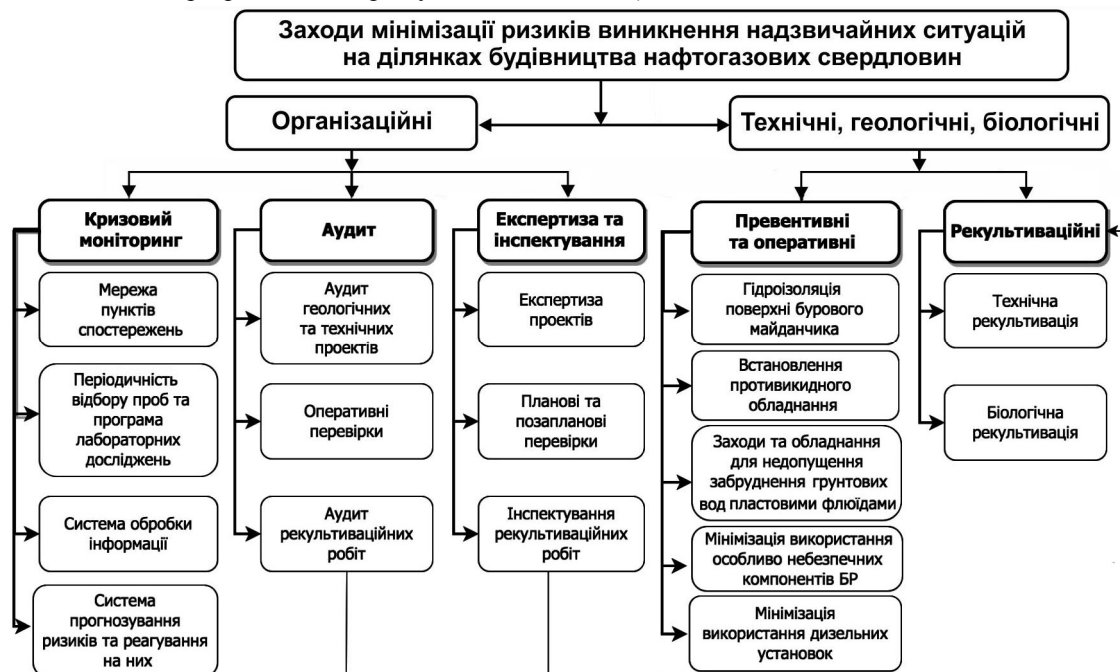 Заходи мінімізації ризиків виникнення надзвичайних ситуацій
на ділянках будівництва нафтогазових свердловин
Організаційні
Технічні, геологічні, біологічні
Кризовий
моніторинг
Мережа
пунктів
спостережень
Періодичність
відбору проб та
програма
лабораторних
досліджень
Система обробки
інформації
Система
прогнозування
ризиків та реагування
на них
Аудит
Аудит
геологічних
та технічних
проектів
Оперативні
перевірки
Аудит
рекультиваційних
робіт
Експертиза та
інспектування
Експертиза
проектів
Планові та
позапланові
перевірки
Інспектування
рекультиваційних
робіт
Превентивні
та оперативні
Гідроізоляція
поверхні бурового
майданчика
Встановлення
противикидного
обладнання
Заходи та обладнання
для недопущення
забруднення грунтових
вод пластовими флюїдами
Мінімізація використання
особливо небезпечних
компонентів БР
Мінімізація
використання дизельних
установок
Рекультиваційні
Технічна
рекультивація
Біологічна
рекультивація